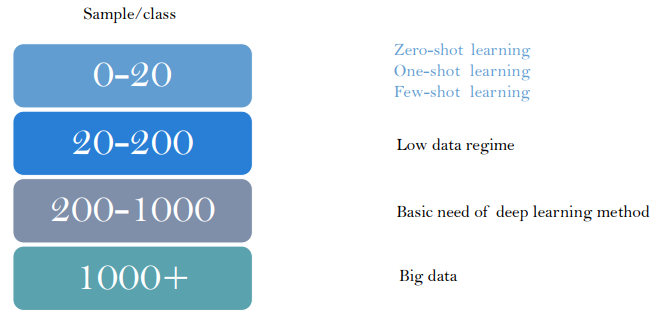 Sample/class
0-20
Zero-shot learning
One-shot learning
Few-shot learning
20-200
Low data regime
200-1000
Basic need of deep learning method
1000+
Big data